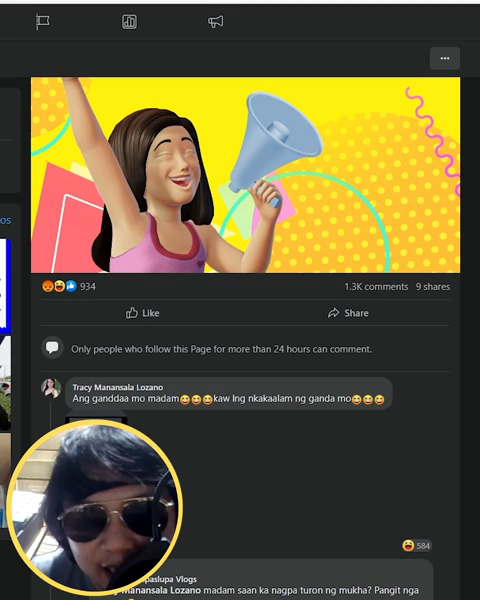 os
934
1.3K comments 9 shares
Like
Share
Only people who follow this Page for more than 24 hours can comment.
Tracy Manansala Lozano
Ang ganddaa mo madam😆😆😆kaw lng nkakaalam ng ganda mo😆😆😆
584
paslupa Vlogs
Manansala Lozano madam saan ka nagpa turon ng mukha? Pangit nga